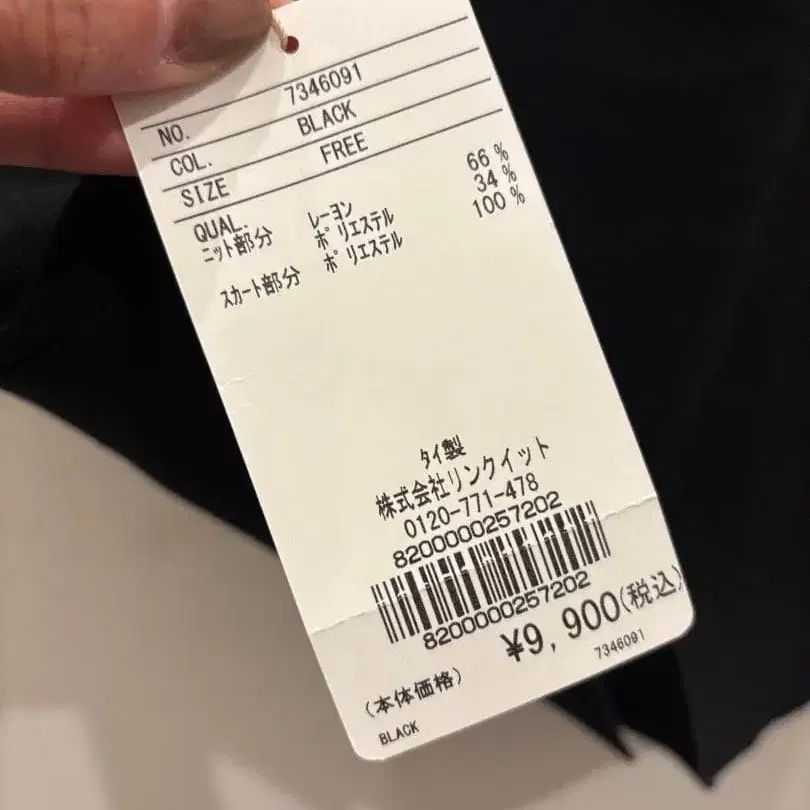 NO. 7346091
COL. BLACK
SIZE FREE
QUAL.
ニット部分 レーヨン 66 %
ポリエステル 34 %
スカート部分 ポリエステル 100 %
タイ製
株式会社リンクイット
0120-771-478
8200000257202
8200000257202
¥9,900(税込)
7346091
(本体価格)
BLACK